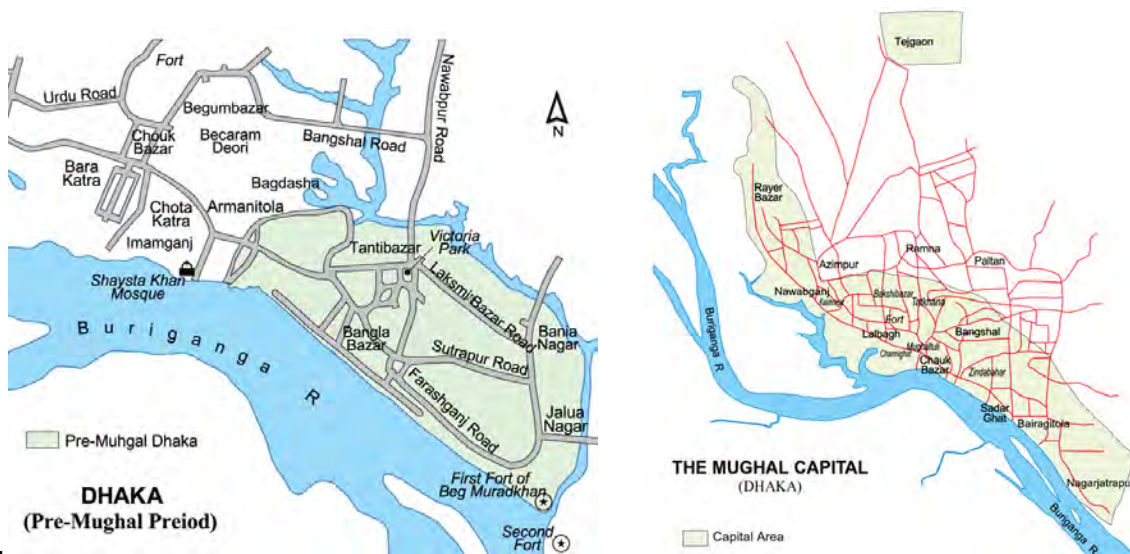 Fort
Urdu Road
Begumbazar
Nawabpur Road
N
Chouk
Bazar
Becaram
Deori
Bangshal Road
Bara
Katra
Bagdasha
Chota
Katra
Armanitola
Imamganj
Tantibazar
Victoria
Park
Shaysta Khan
Mosque
Laksmi Bazar Road
Buriganga R
Bangla
Bazar
Bania
Nagar
Sutrapur Road
Farashganj Road
Jalua
Nagar
Pre-Muhgal Dhaka
First Fort of
Beg Muradkhan
DHAKA
(Pre-Mughal Preiod)
Second
Fort
Tejgaon
Rayer
Bazar
Ramna
Azimpur
Paltan
Nawabganj
Bakshibazar
Fort
Bangshal
Lalbagh
Mughaltuli
Chauk
Bazar
Zindabahar
Buriganga R
Sadar
Ghat
Bairagitola
THE MUGHAL CAPITAL
(DHAKA)
Nagarjatrapur
Buriganga R
Capital Area